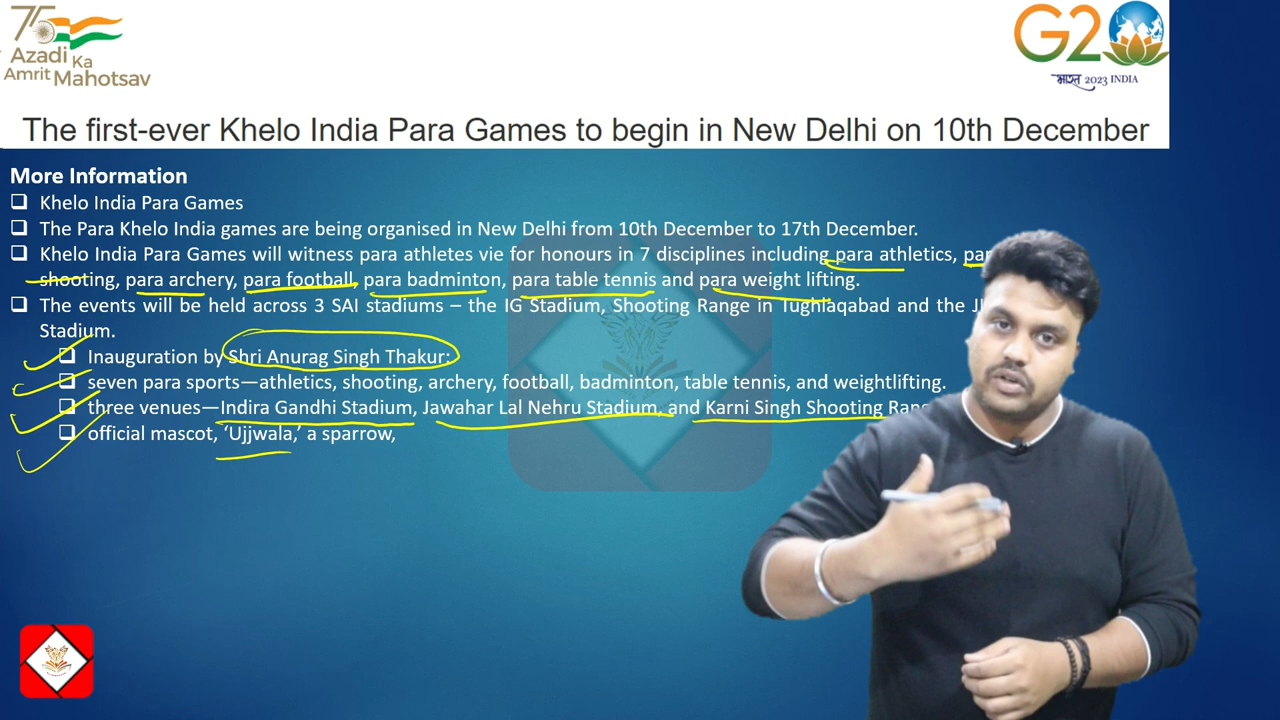 75
Azadi Ka
Amrit Mahotsav
G20
भारत 2023 INDIA
The first-ever Khelo India Para Games to begin in New Delhi on 10th December
More Information
❑ Khelo India Para Games
❑ The Para Khelo India games are being organised in New Delhi from 10th December to 17th December.
❑ Khelo India Para Games will witness para athletes vie for honours in 7 disciplines including para athletics,
shooting, para archery, para football, para badminton, para table tennis and para weight lifting.
❑ The events will be held across 3 SAI stadiums – the IG Stadium, Shooting Range in Tughlaqabad and the
Stadium.
❑ Inauguration by Shri Anurag Singh Thakur:
❑ seven para sports—athletics, shooting, archery, football, badminton, table tennis, and weightlifting.
❑ three venues—Indira Gandhi Stadium, Jawahar Lal Nehru Stadium, and Karni Singh Shooting
❑ official mascot, ‘Ujjwala,’ a sparrow,